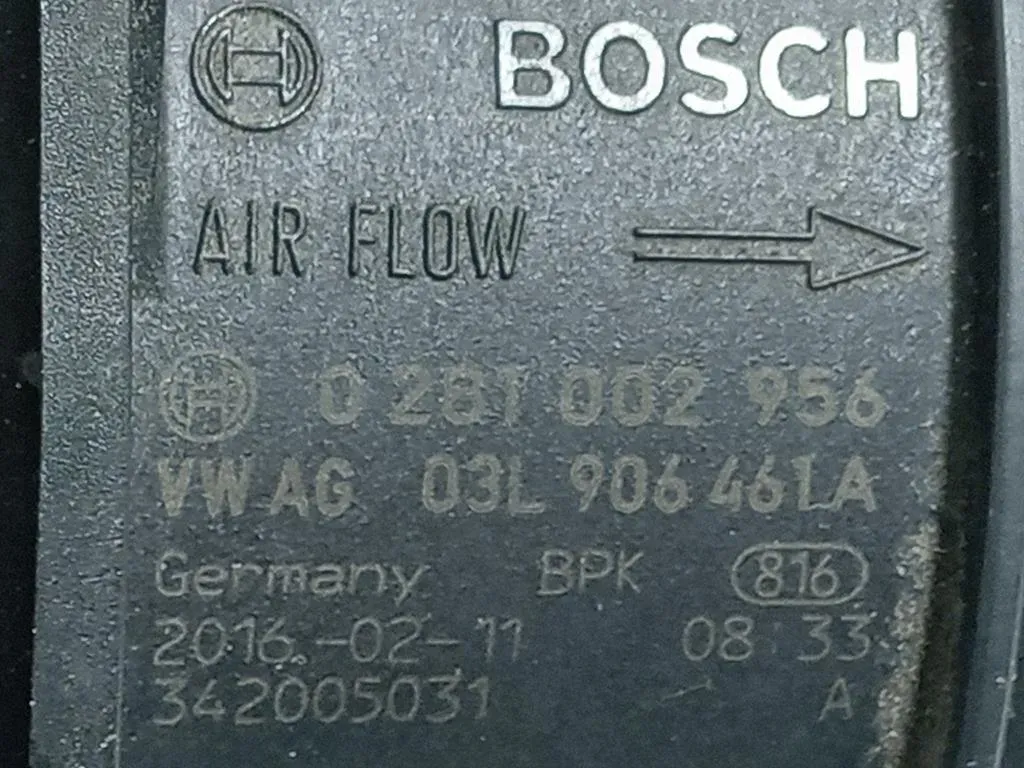 BOSCH
AIR FLOW
0 281 002 956
VW AG 03L 906 461LA
Germany BPK 816
2016-02-11 08 33
342005031 A